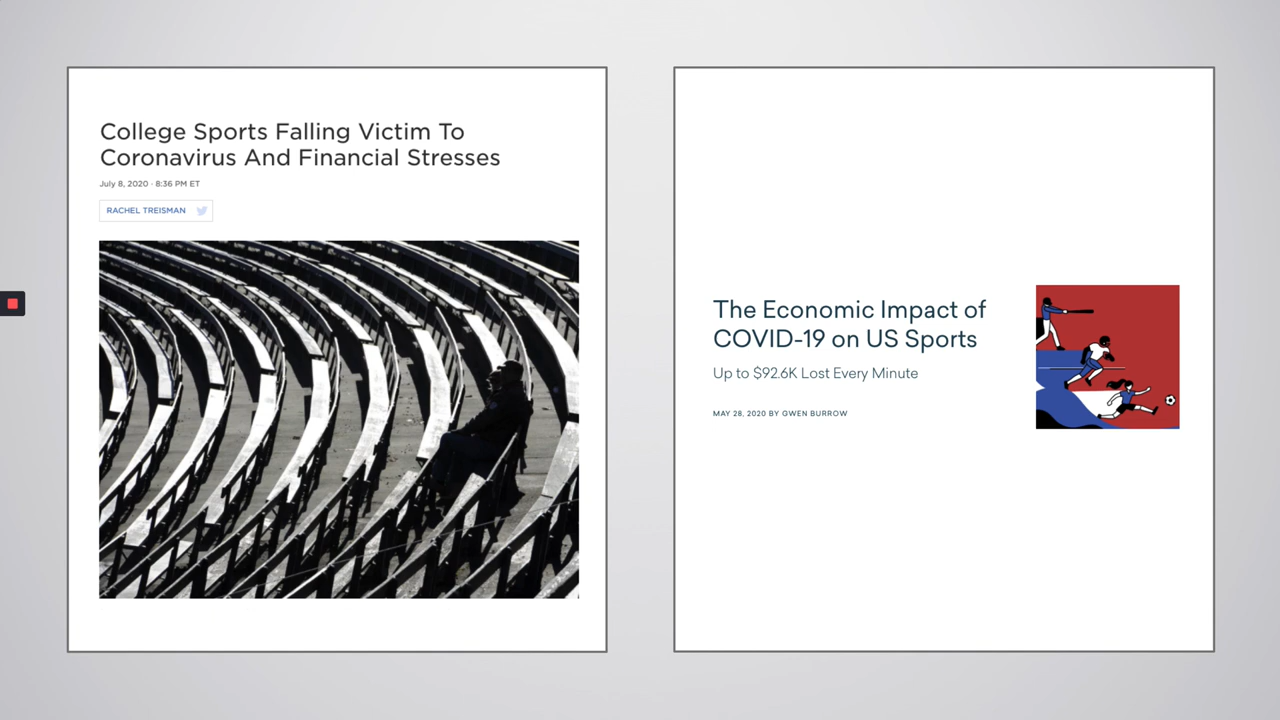 College Sports Falling Victim To
Coronavirus And Financial Stresses
July 8, 2020 · 8:36 PM ET
RACHEL TREISMAN
The Economic Impact of
COVID-19 on US Sports
Up to $92.6K Lost Every Minute
MAY 28, 2020 BY GWEN BURROW